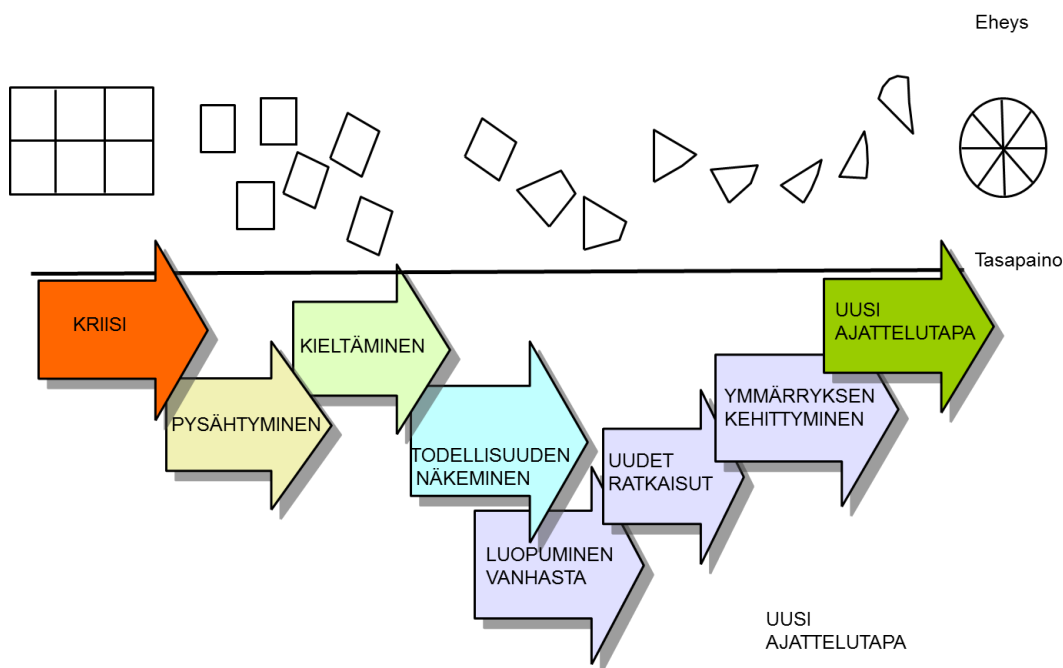 Eheys
Tasapaino
KRIISI
PYSÄHTYMINEN
KIELTÄMINEN
TODELLISUUDEN
NÄKEMINEN
LUOPUMINEN
VANHASTA
UUDET
RATKAISUT
YMMÄRRYKSEN
KEHITTYMINEN
UUSI
AJATTELUTAPA
UUSI
AJATTELUTAPA